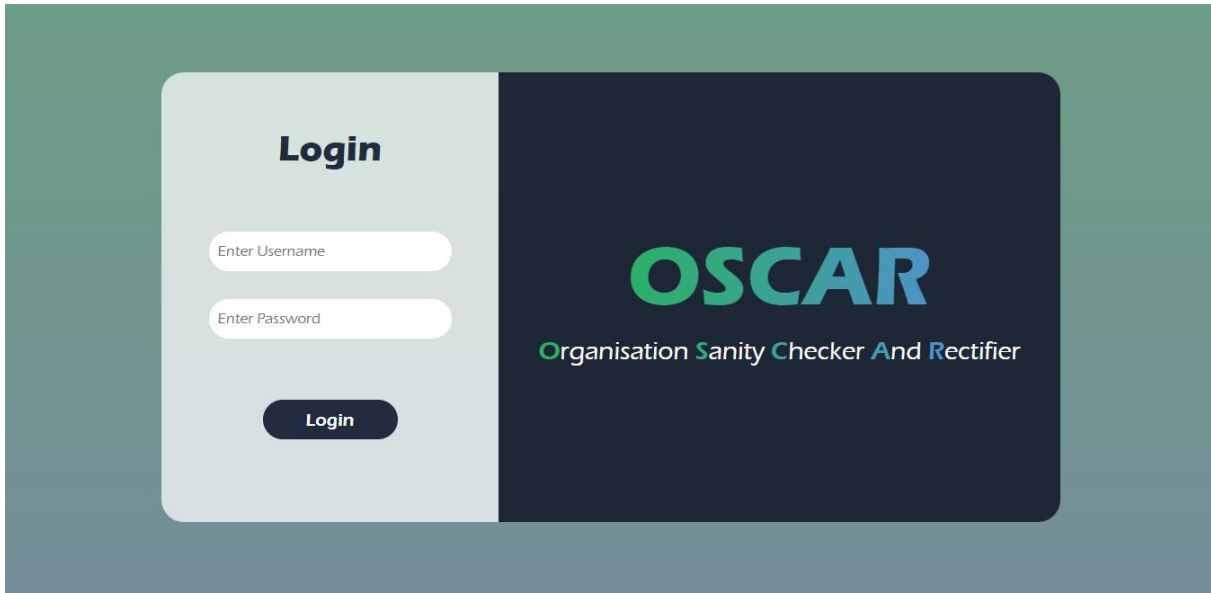 Login
Enter Username
Enter Password
Login
OSCAR
Organisation Sanity Checker And Rectifier